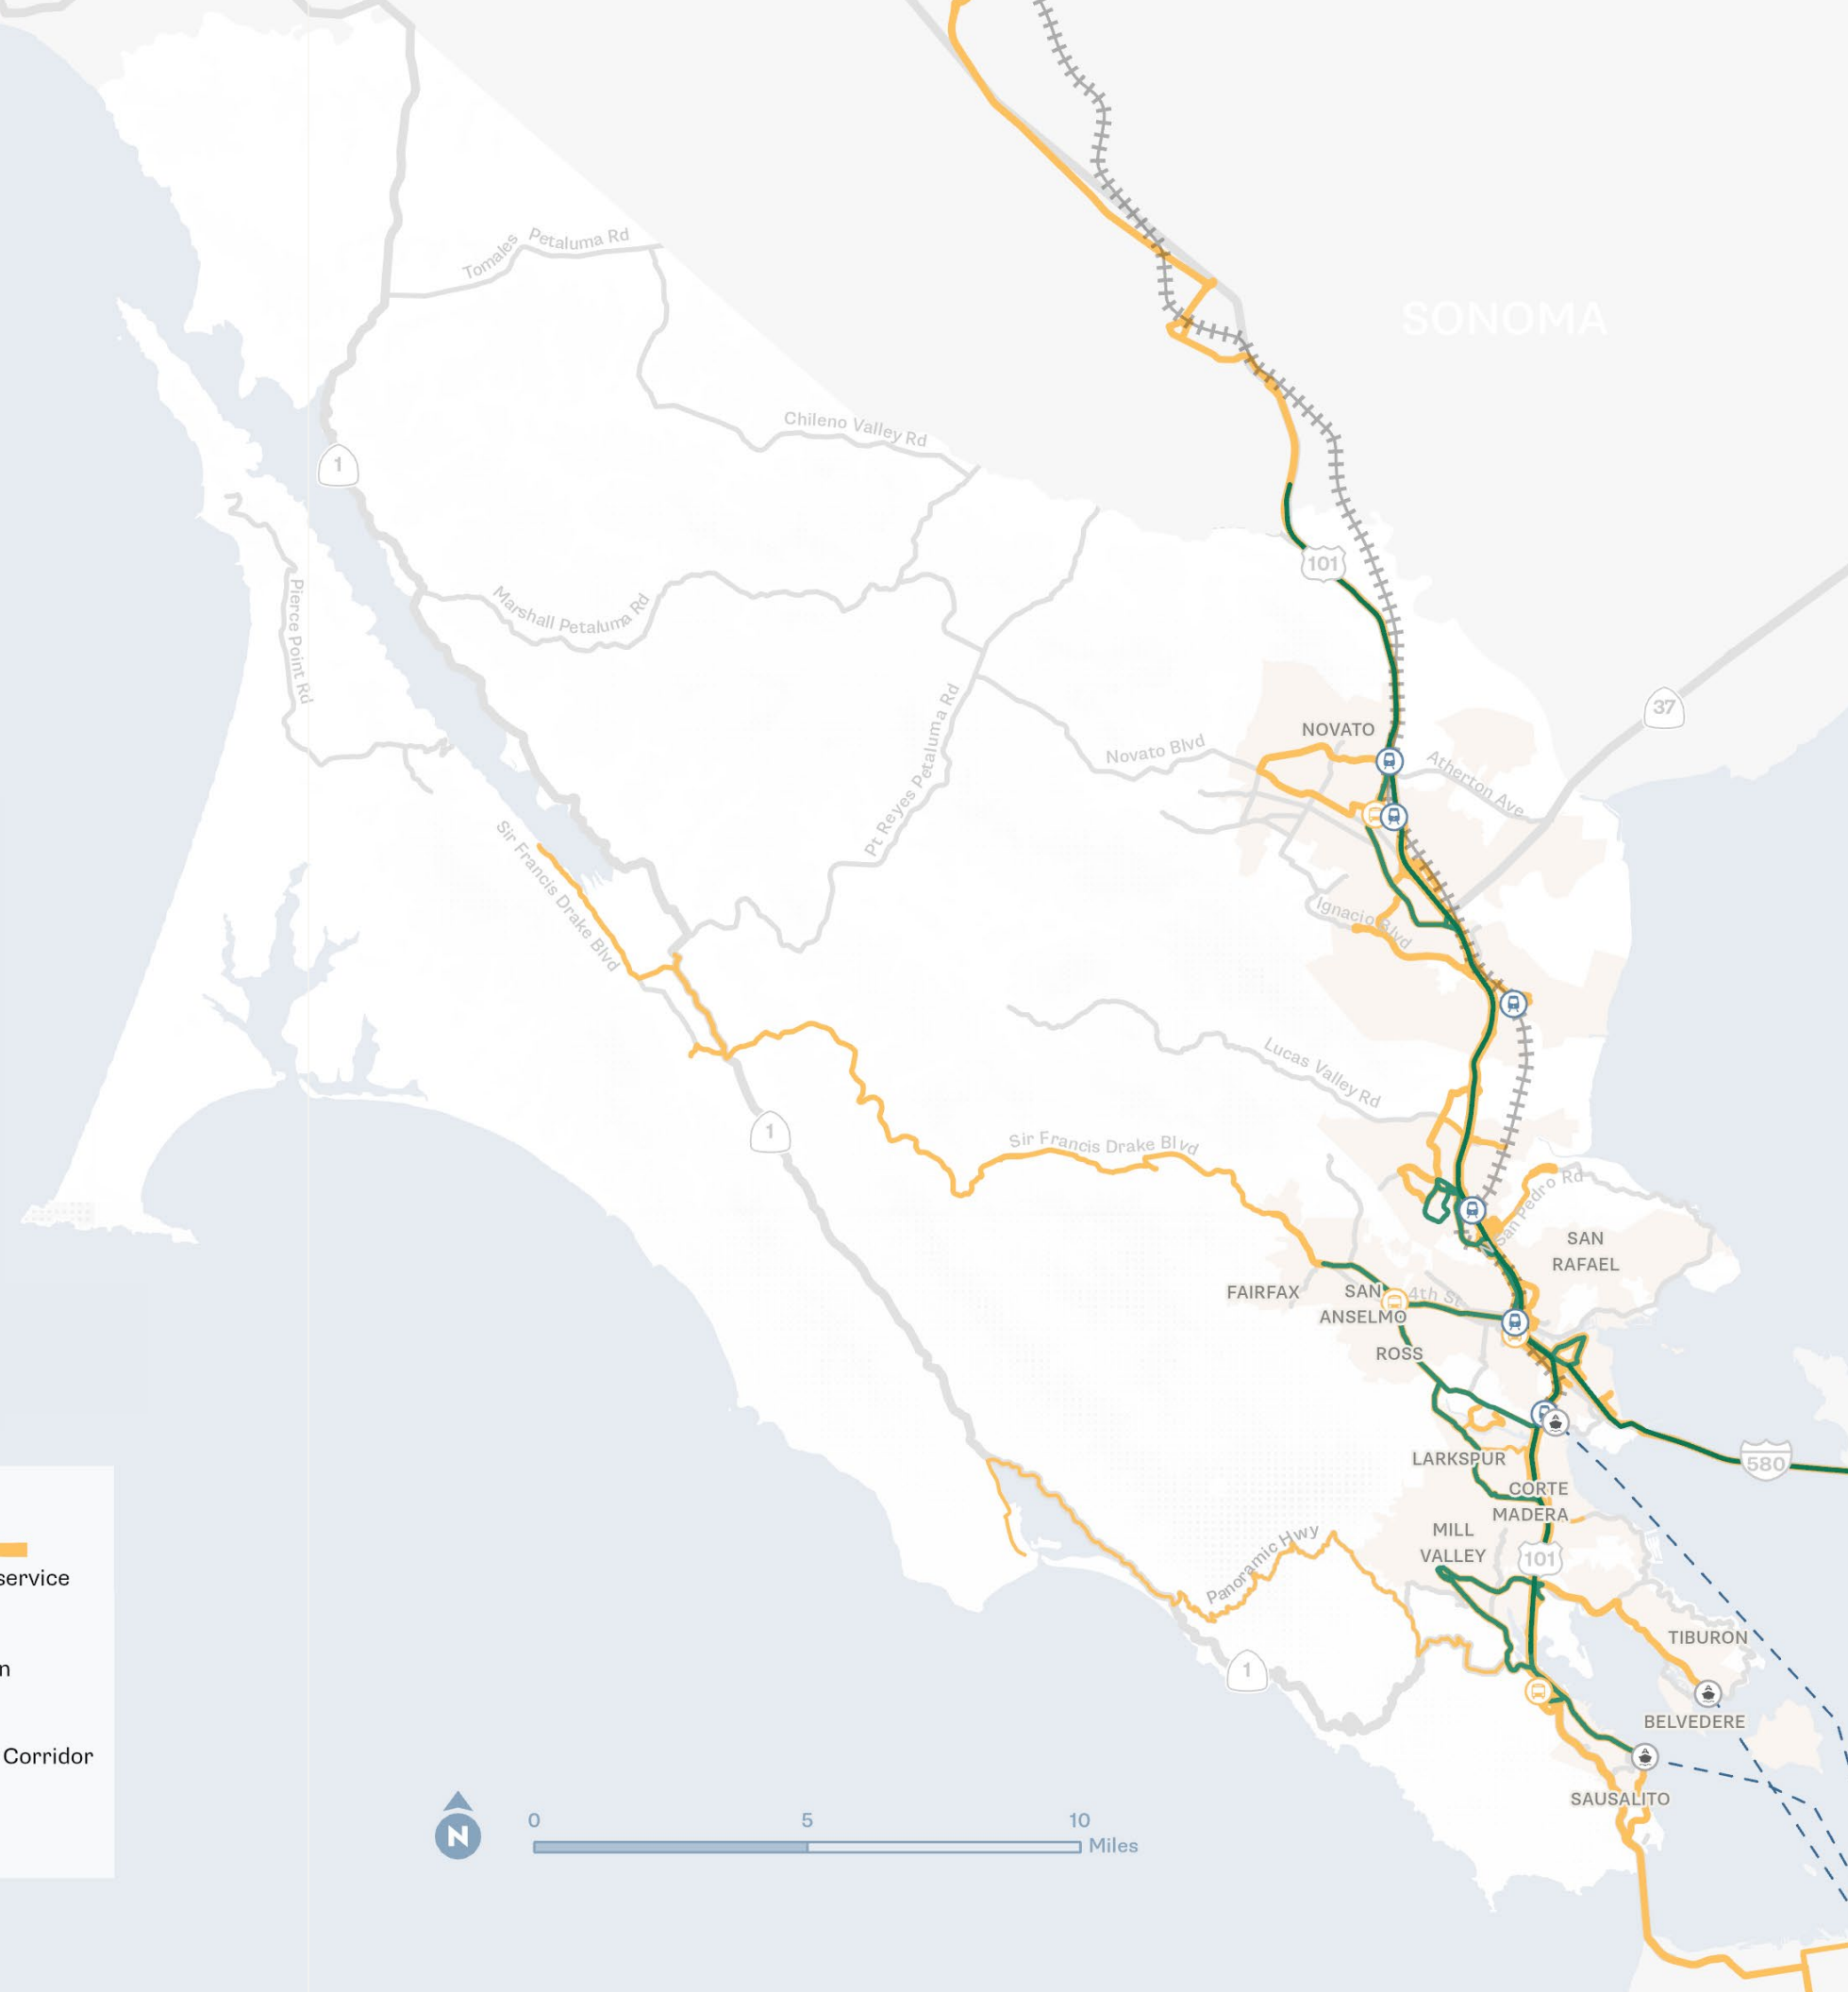 Tomales
Petaluma Rd
SONOMA
Chileno Valley Rd
1
101
Pierce Point Rd
Marshall Petaluma Rd
37
NOVATO
Novato Blvd
Atherton Ave
Pt Reyes Petaluma Rd
Sir Francis Drake Blvd
Ignacio Blvd
Lucas Valley Rd
1
Sir Francis Drake Blvd
San Pedro Rd
SAN
RAFAEL
FAIRFAX
SAN
ANSELMO
4th St
ROSS
LARKSPUR
580
CORTE
MADERA
MILL
VALLEY
101
Panoramic Hwy
service
TIBURON
1
n
BELVEDERE
Corridor
SAUSALITO
N
0 5 10
Miles